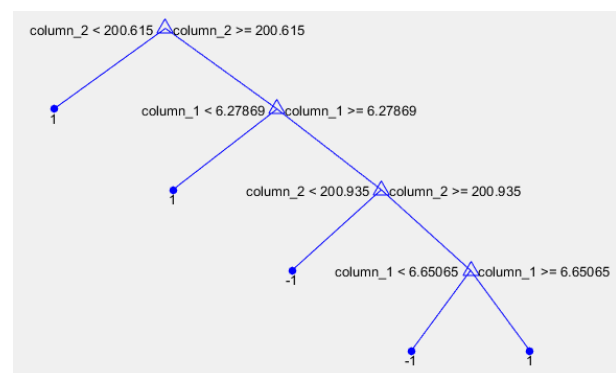 column_2 < 200.615 column_2 >= 200.615
1
column_1 < 6.27869 column_1 >= 6.27869
1
column_2 < 200.935 column_2 >= 200.935
-1
column_1 < 6.65065 column_1 >= 6.65065
-1 1